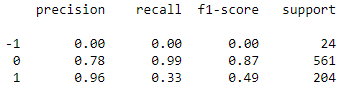 precision recall f1-score support
-1 0.00 0.00 0.00 24
0 0.78 0.99 0.87 561
1 0.96 0.33 0.49 204